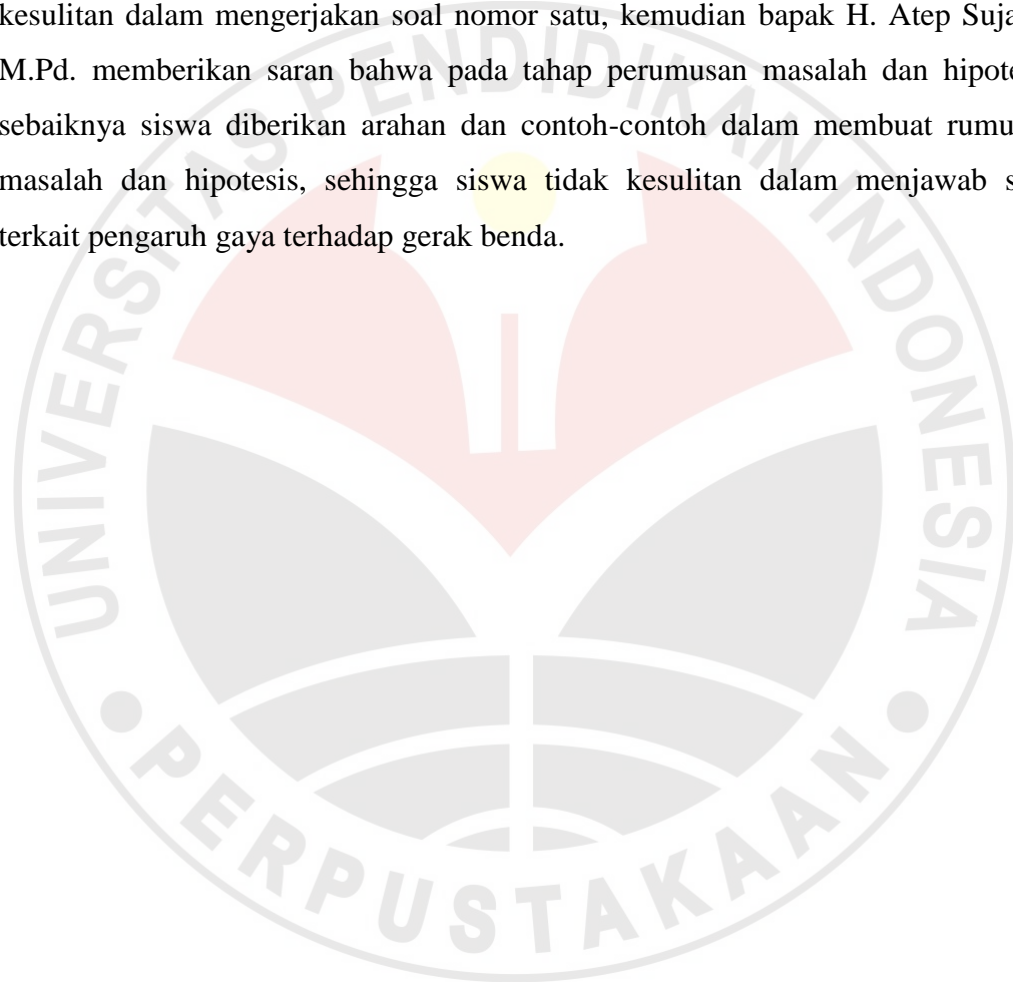 kesulitan dalam mengerjakan soal nomor satu, kemudian bapak H. Atep Suja
M.Pd. memberikan saran bahwa pada tahap perumusan masalah dan hipote
sebaiknya siswa diberikan arahan dan contoh-contoh dalam membuat rumu
masalah dan hipotesis, sehingga siswa tidak kesulitan dalam menjawab s
terkait pengaruh gaya terhadap gerak benda.
UNIVERSITAS PENDIDIKAN INDONESIA
PERPUSTAKAAN